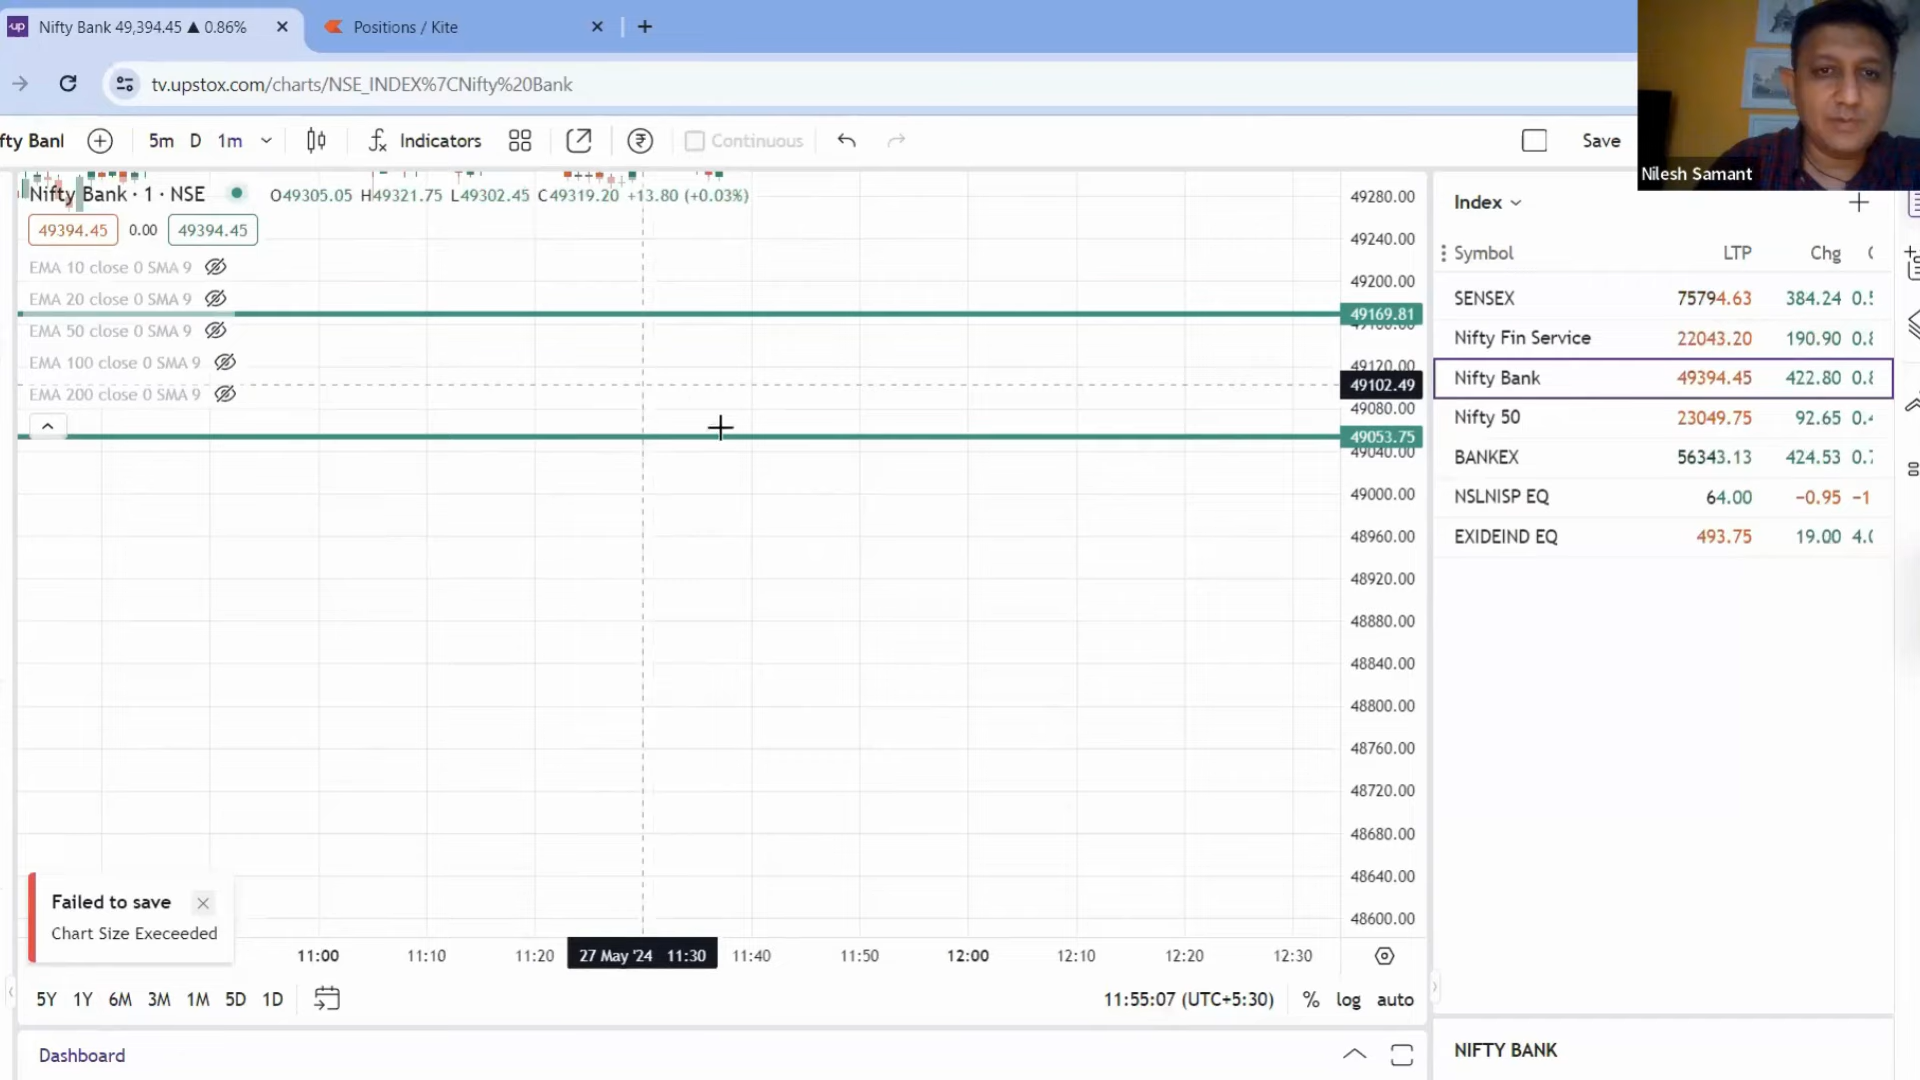 Nifty Bank 49,394.45 ▲ 0.86%
Positions / Kite
tv.upstox.com/charts/NSE_INDEX%7CNifty%20Bank
fty Banl
5m D 1m
Indicators
Continuous
Save
Nilesh Samant
Nifty Bank · 1 · NSE
O49305.05 H49321.75 L49302.45 C49319.20 +13.80 (+0.03%)
49394.45 0.00 49394.45
EMA 10 close 0 SMA 9
EMA 20 close 0 SMA 9
EMA 50 close 0 SMA 9
EMA 100 close 0 SMA 9
EMA 200 close 0 SMA 9
49280.00
49240.00
49200.00
49169.81
49120.00
49102.49
49080.00
49053.75
49040.00
49000.00
48960.00
48920.00
48880.00
48840.00
48800.00
48760.00
48720.00
48680.00
48640.00
48600.00
Index
Symbol LTP Chg
SENSEX 75794.63 384.24
Nifty Fin Service 22043.20 190.90
Nifty Bank 49394.45 422.80
Nifty 50 23049.75 92.65
BANKEX 56343.13 424.53
NSLNISP EQ 64.00 −0.95
EXIDEIND EQ 493.75 19.00
Failed to save
Chart Size Execeeded
11:00 11:10 11:20 27 May '24 11:30 11:40 11:50 12:00 12:10 12:20 12:30
5Y 1Y 6M 3M 1M 5D 1D
11:55:07 (UTC+5:30) % log auto
Dashboard
NIFTY BANK